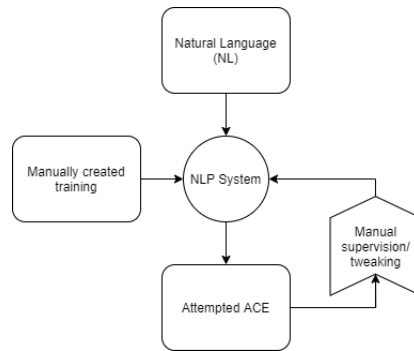 Natural Language
(NL)
Manually created
training
NLP System
Manual
supervision/
tweaking
Attempted ACE